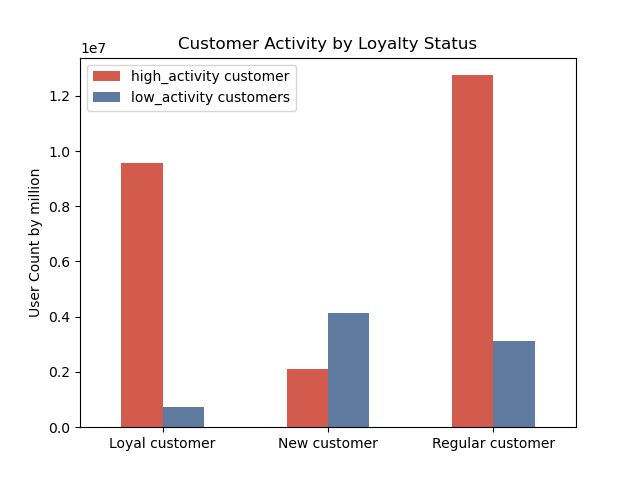 Customer Activity by Loyalty Status
1e7
high_activity customer
low_activity customers
User Count by million
1.2
1.0
0.8
0.6
0.4
0.2
0.0
Loyal customer
New customer
Regular customer